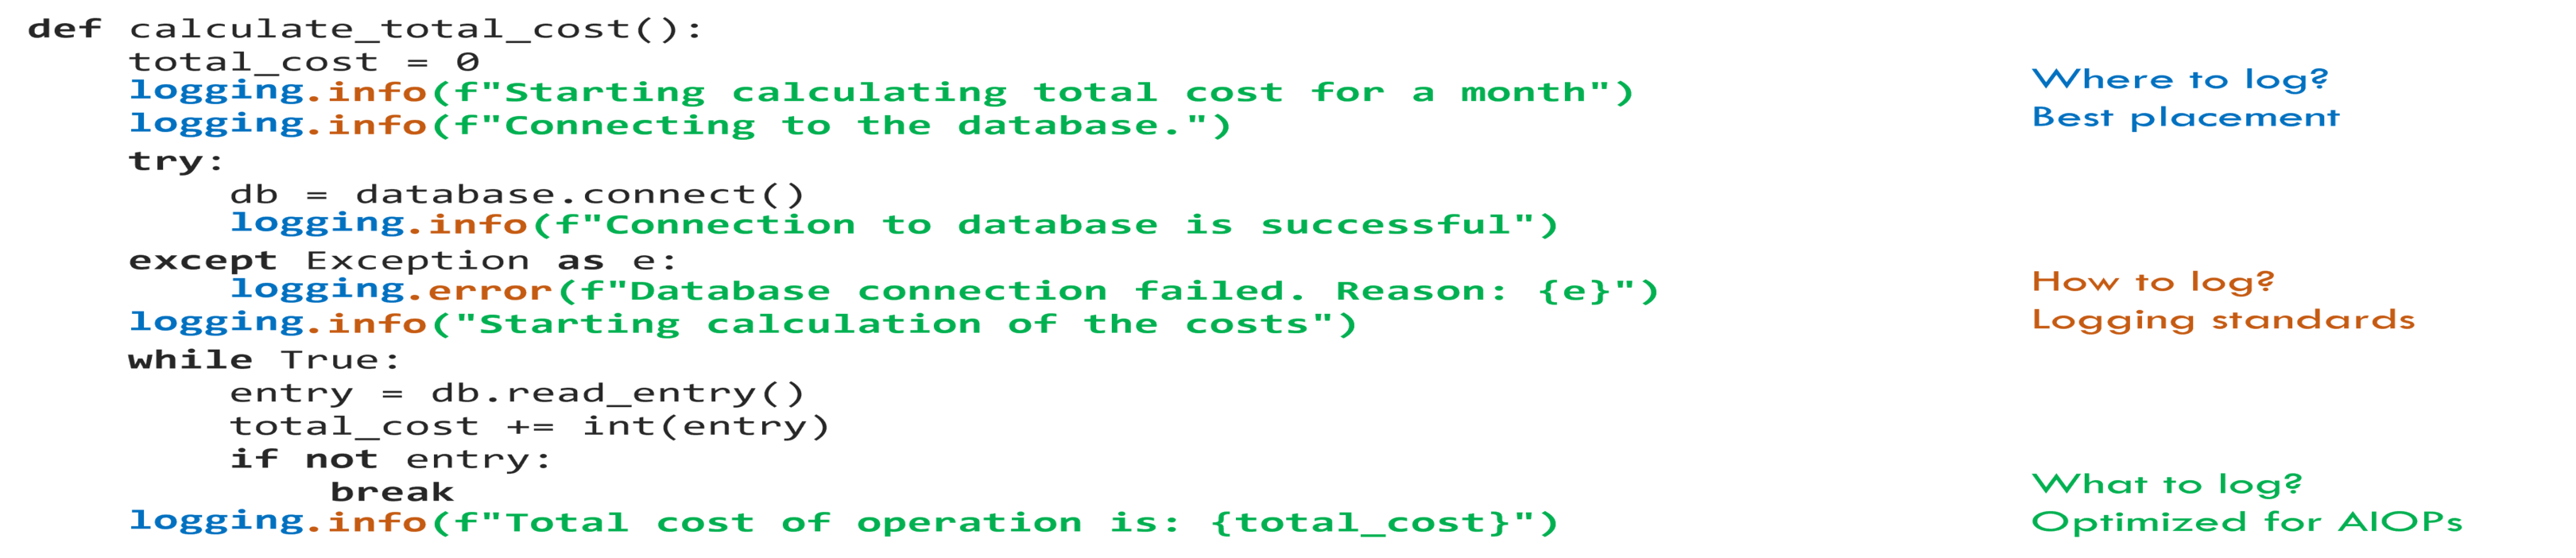 def calculate_total_cost():
    total_cost = 0
    logging.info(f"Starting calculating total cost for a month")
    logging.info(f"Connecting to the database.")
    try:
        db = database.connect()
        logging.info(f"Connection to database is successful")
    except Exception as e:
        logging.error(f"Database connection failed. Reason: {e}")
    logging.info("Starting calculation of the costs")
    while True:
        entry = db.read_entry()
        total_cost += int(entry)
        if not entry:
            break
    logging.info(f"Total cost of operation is: {total_cost}")
Where to log?
Best placement
How to log?
Logging standards
What to log?
Optimized for AIOPs